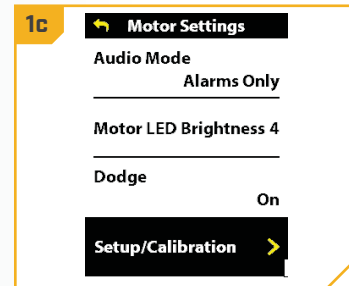 1c
Motor Settings
Audio Mode
Alarms Only
Motor LED Brightness 4
Dodge
On
Setup/Calibration